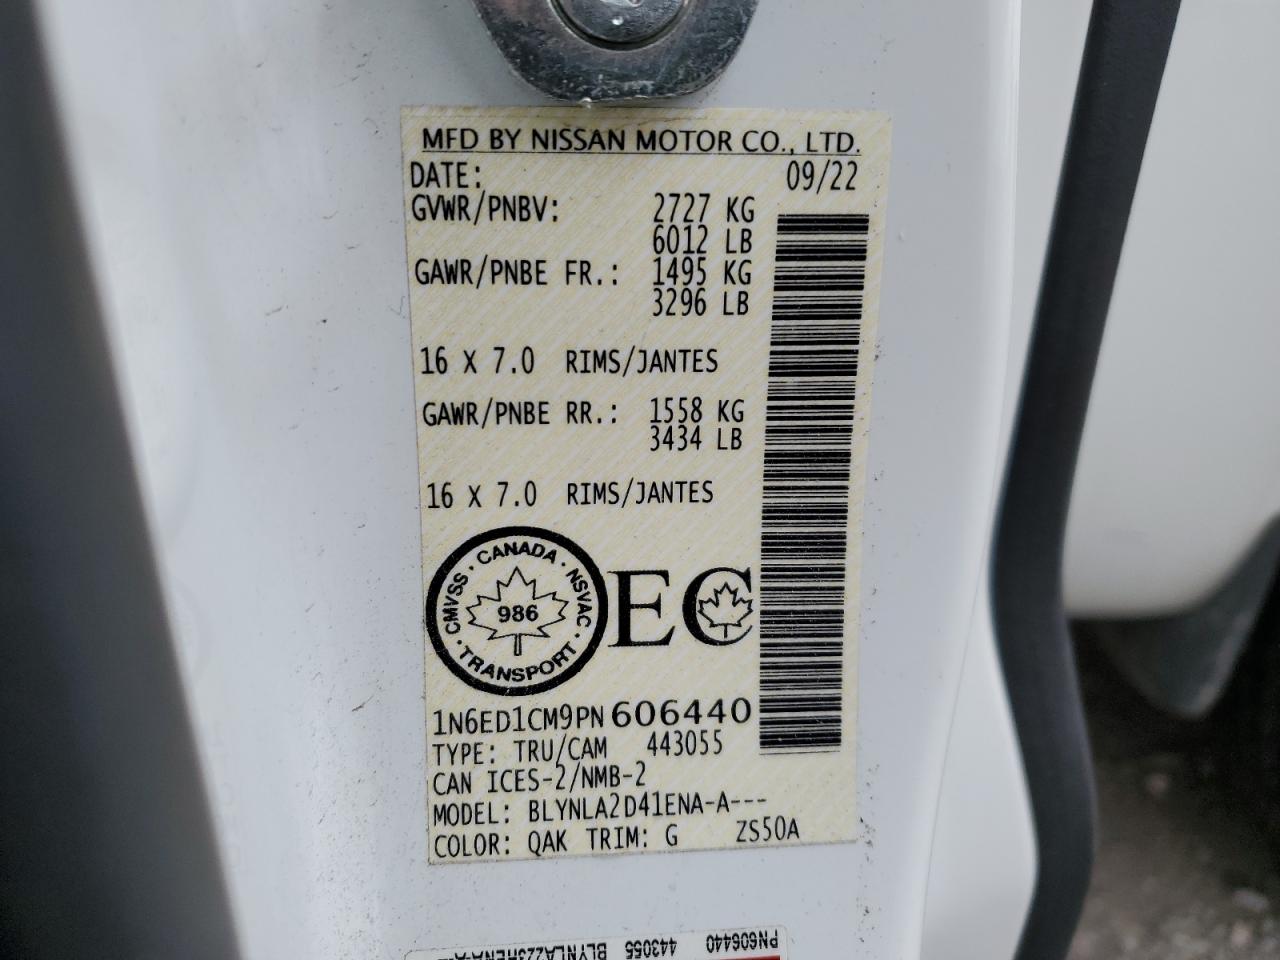 MFD BY NISSAN MOTOR CO., LTD.
DATE: 09/22
GVWR/PNBV: 2727 KG
6012 LB
GAWR/PNBE FR.: 1495 KG
3296 LB
16 X 7.0 RIMS/JANTES
GAWR/PNBE RR.: 1558 KG
3434 LB
16 X 7.0 RIMS/JANTES
CMVSS · CANADA · NSVAC · TRANSPORT ·
986
EC
1N6ED1CM9PN606440
TYPE: TRU/CAM 443055
CAN ICES-2/NMB-2
MODEL: BLYNLA2D41ENA-A---
COLOR: QAK TRIM: G ZS50A
PN606440 443055